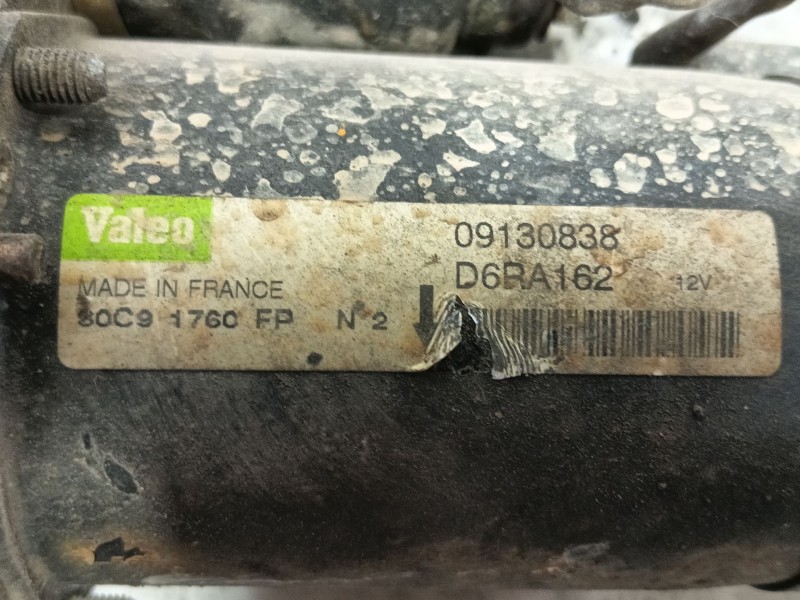 Valeo
09130838
MADE IN FRANCE
D6RA162 12V
80C9 1760 FP N 2